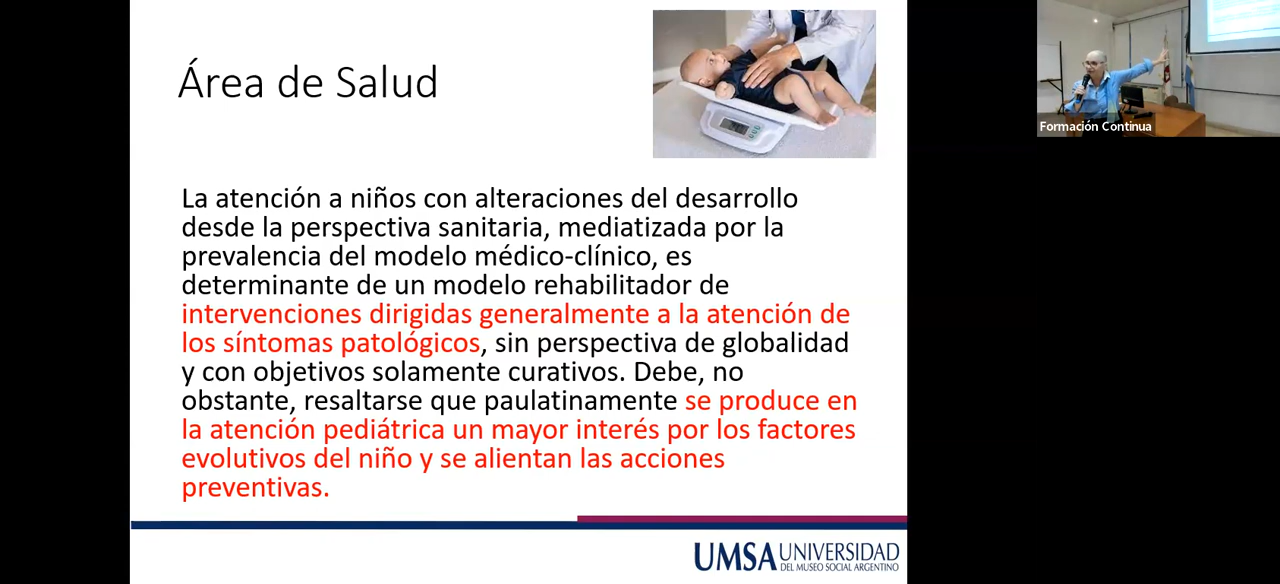 Área de Salud
Formación Continua
La atención a niños con alteraciones del desarrollo
desde la perspectiva sanitaria, mediatizada por la
prevalencia del modelo médico-clínico, es
determinante de un modelo rehabilitador de
intervenciones dirigidas generalmente a la atención de
los síntomas patológicos, sin perspectiva de globalidad
y con objetivos solamente curativos. Debe, no
obstante, resaltarse que paulatinamente se produce en
la atención pediátrica un mayor interés por los factores
evolutivos del niño y se alientan las acciones
preventivas.
UMSA UNIVERSIDAD
DEL MUSEO SOCIAL ARGENTINO